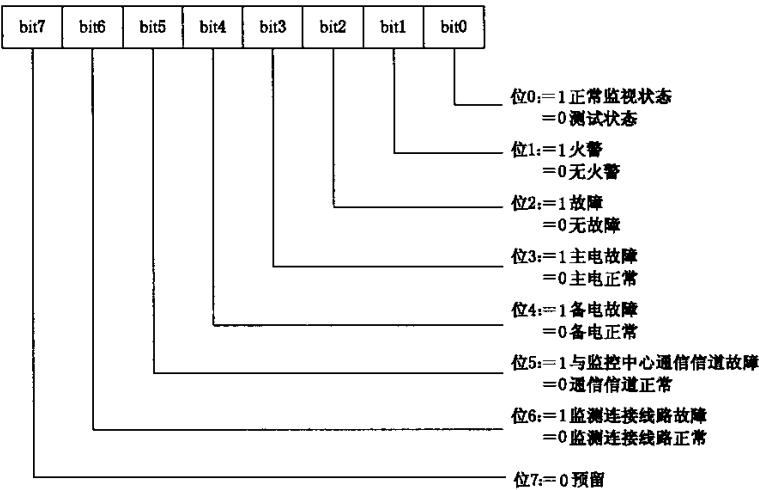 bit7 bit6 bit5 bit4 bit3 bit2 bit1 bit0
位0:=1正常监视状态
=0测试状态
位1:=1火警
=0无火警
位2:=1故障
=0无故障
位3:=1主电故障
=0主电正常
位4:=1备电故障
=0备电正常
位5:=1与监控中心通信信道故障
=0通信信道正常
位6:=1监测连接线路故障
=0监测连接线路正常
位7:=0预留